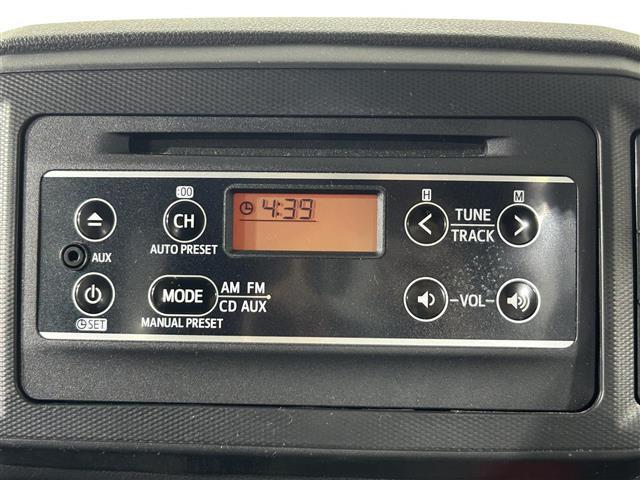 :00
H
M
4:39
CH
TUNE
TRACK
AUTO PRESET
AUX
MODE
AM FM
CD AUX
VOL
SET
MANUAL PRESET